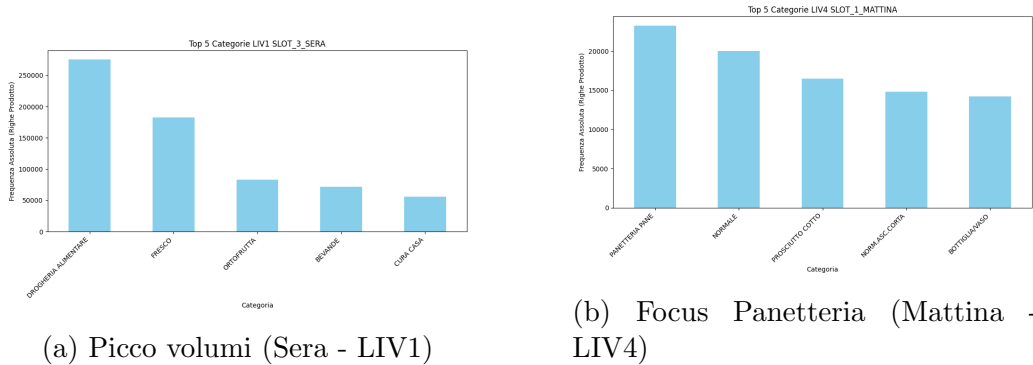 Top 5 Categorie LIV1 SLOT_3_SERA
Frequenza Assoluta (Righe Prodotto)
250000
200000
150000
100000
50000
0
DROGHERIA ALIMENTARE
FRESCO
ORTOFRUTTA
BEVANDE
CURA CASA
Categoria
(a) Picco volumi (Sera - LIV1)
Top 5 Categorie LIV4 SLOT_1_MATTINA
Frequenza Assoluta (Righe Prodotto)
20000
15000
10000
5000
0
PANETTERIA PANE
NORMALE
PROSCIUTTO COTTO
NORM.ASC.CORTA
BOTTIGLIA/VASO
Categoria
(b) Focus Panetteria (Mattina -
LIV4)